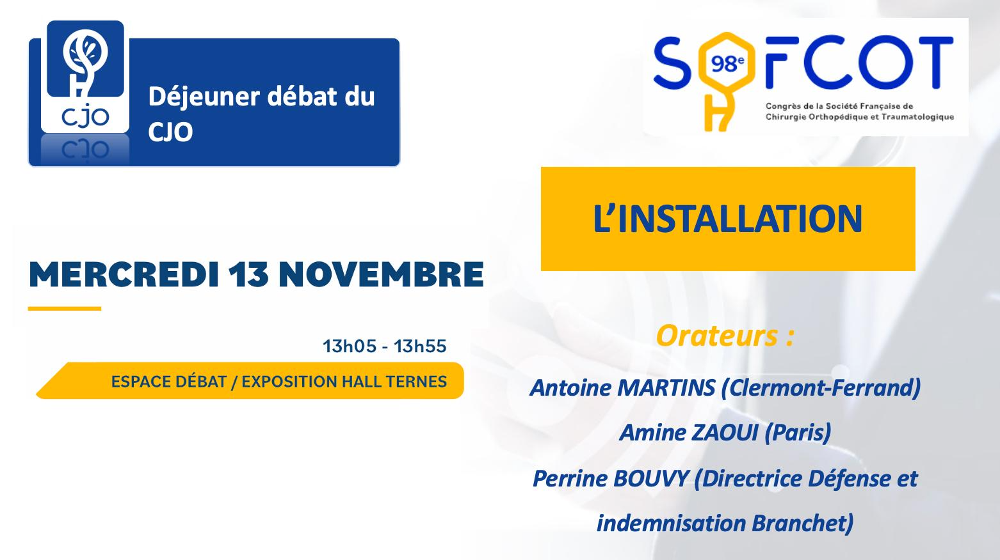 cjo
Déjeuner débat du
CJO
SOFCOT
98e
Congrès de la Société Française de
Chirurgie Orthopédique et Traumatologique
L'INSTALLATION
MERCREDI 13 NOVEMBRE
13h05 - 13h55
ESPACE DÉBAT / EXPOSITION HALL TERNES
Orateurs :
Antoine MARTINS (Clermont-Ferrand)
Amine ZAOUI (Paris)
Perrine BOUVY (Directrice Défense et
indemnisation Branchet)